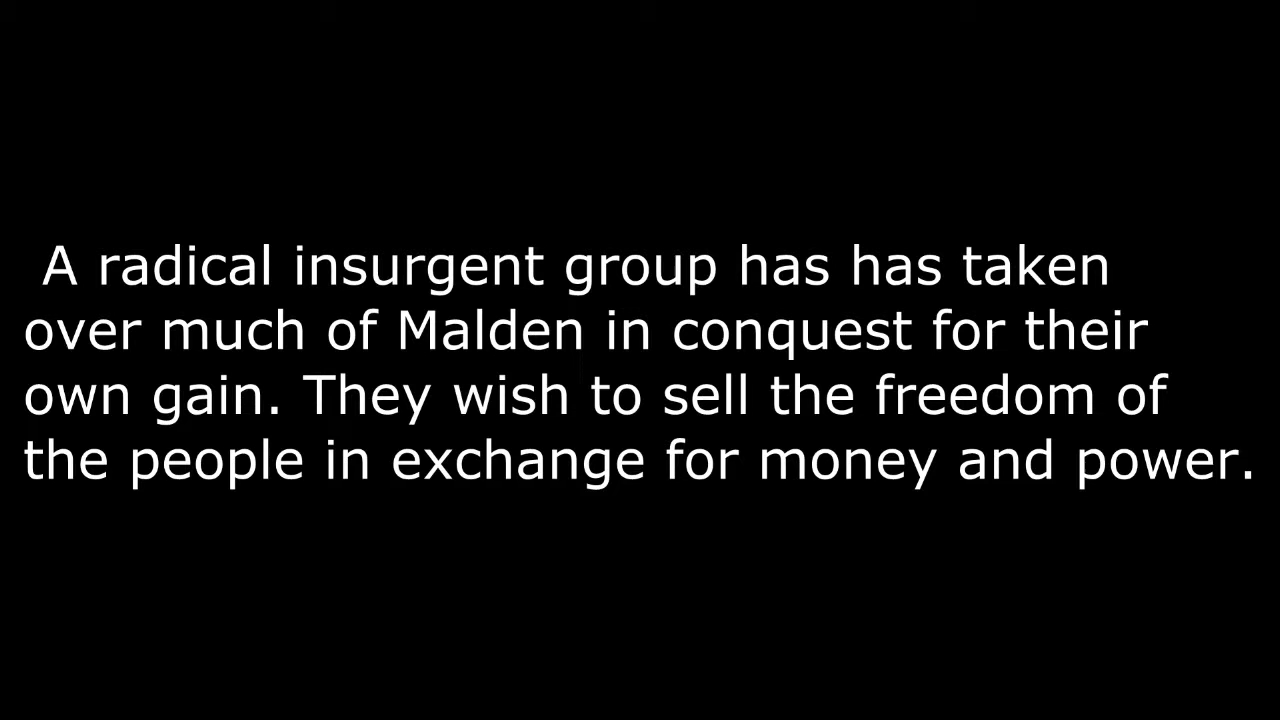 A radical insurgent group has has taken
over much of Malden in conquest for their
own gain. They wish to sell the freedom of
the people in exchange for money and power.